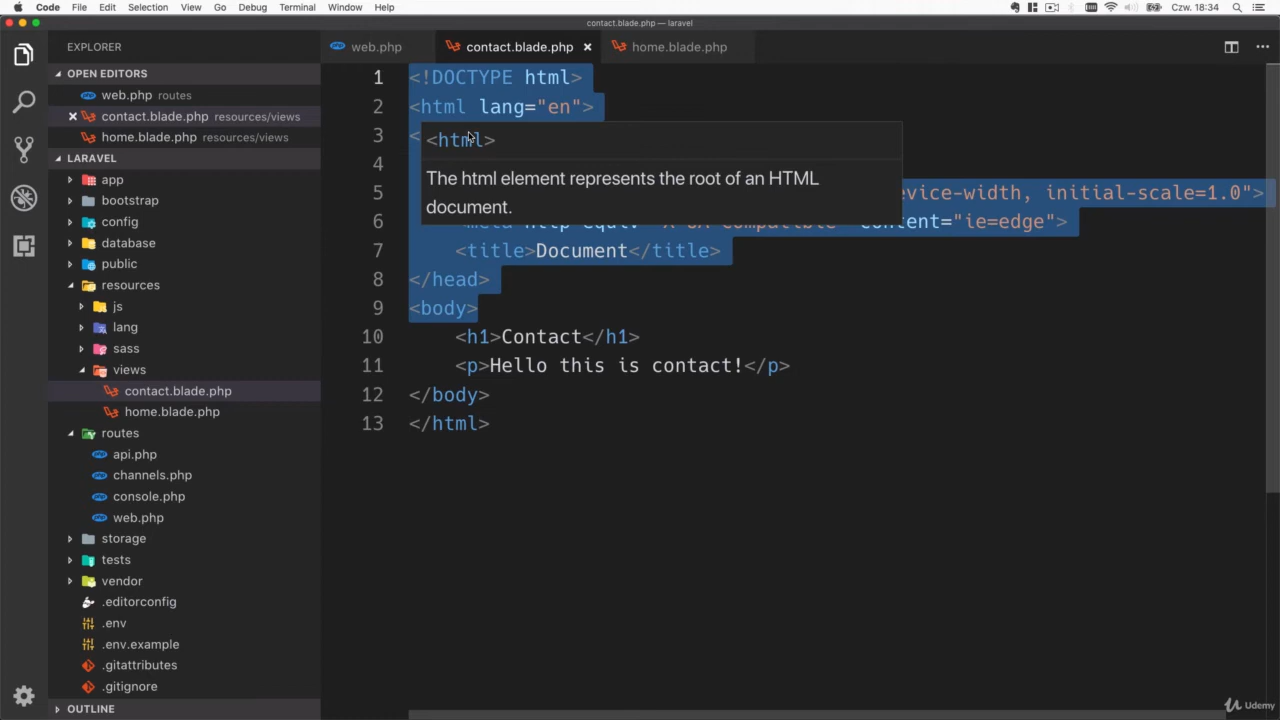 Code File Edit Selection View Go Debug Terminal Window Help Czw. 18:34
contact.blade.php — laravel
EXPLORER
OPEN EDITORS
web.php routes
contact.blade.php resources/views
home.blade.php resources/views
LARAVEL
app
bootstrap
config
database
public
resources
js
lang
sass
views
contact.blade.php
home.blade.php
routes
api.php
channels.php
console.php
web.php
storage
tests
vendor
.editorconfig
.env
.env.example
.gitattributes
.gitignore
OUTLINE
web.php contact.blade.php home.blade.php
1 <!DOCTYPE html>
2 <html lang="en">
3 <
<html>
4
The html element represents the root of an HTML
document.
5 evice-width, initial-scale=1.0">
6 content="ie=edge">
7 <title>Document</title>
8 </head>
9 <body>
10 <h1>Contact</h1>
11 <p>Hello this is contact!</p>
12 </body>
13 </html>
Udemy